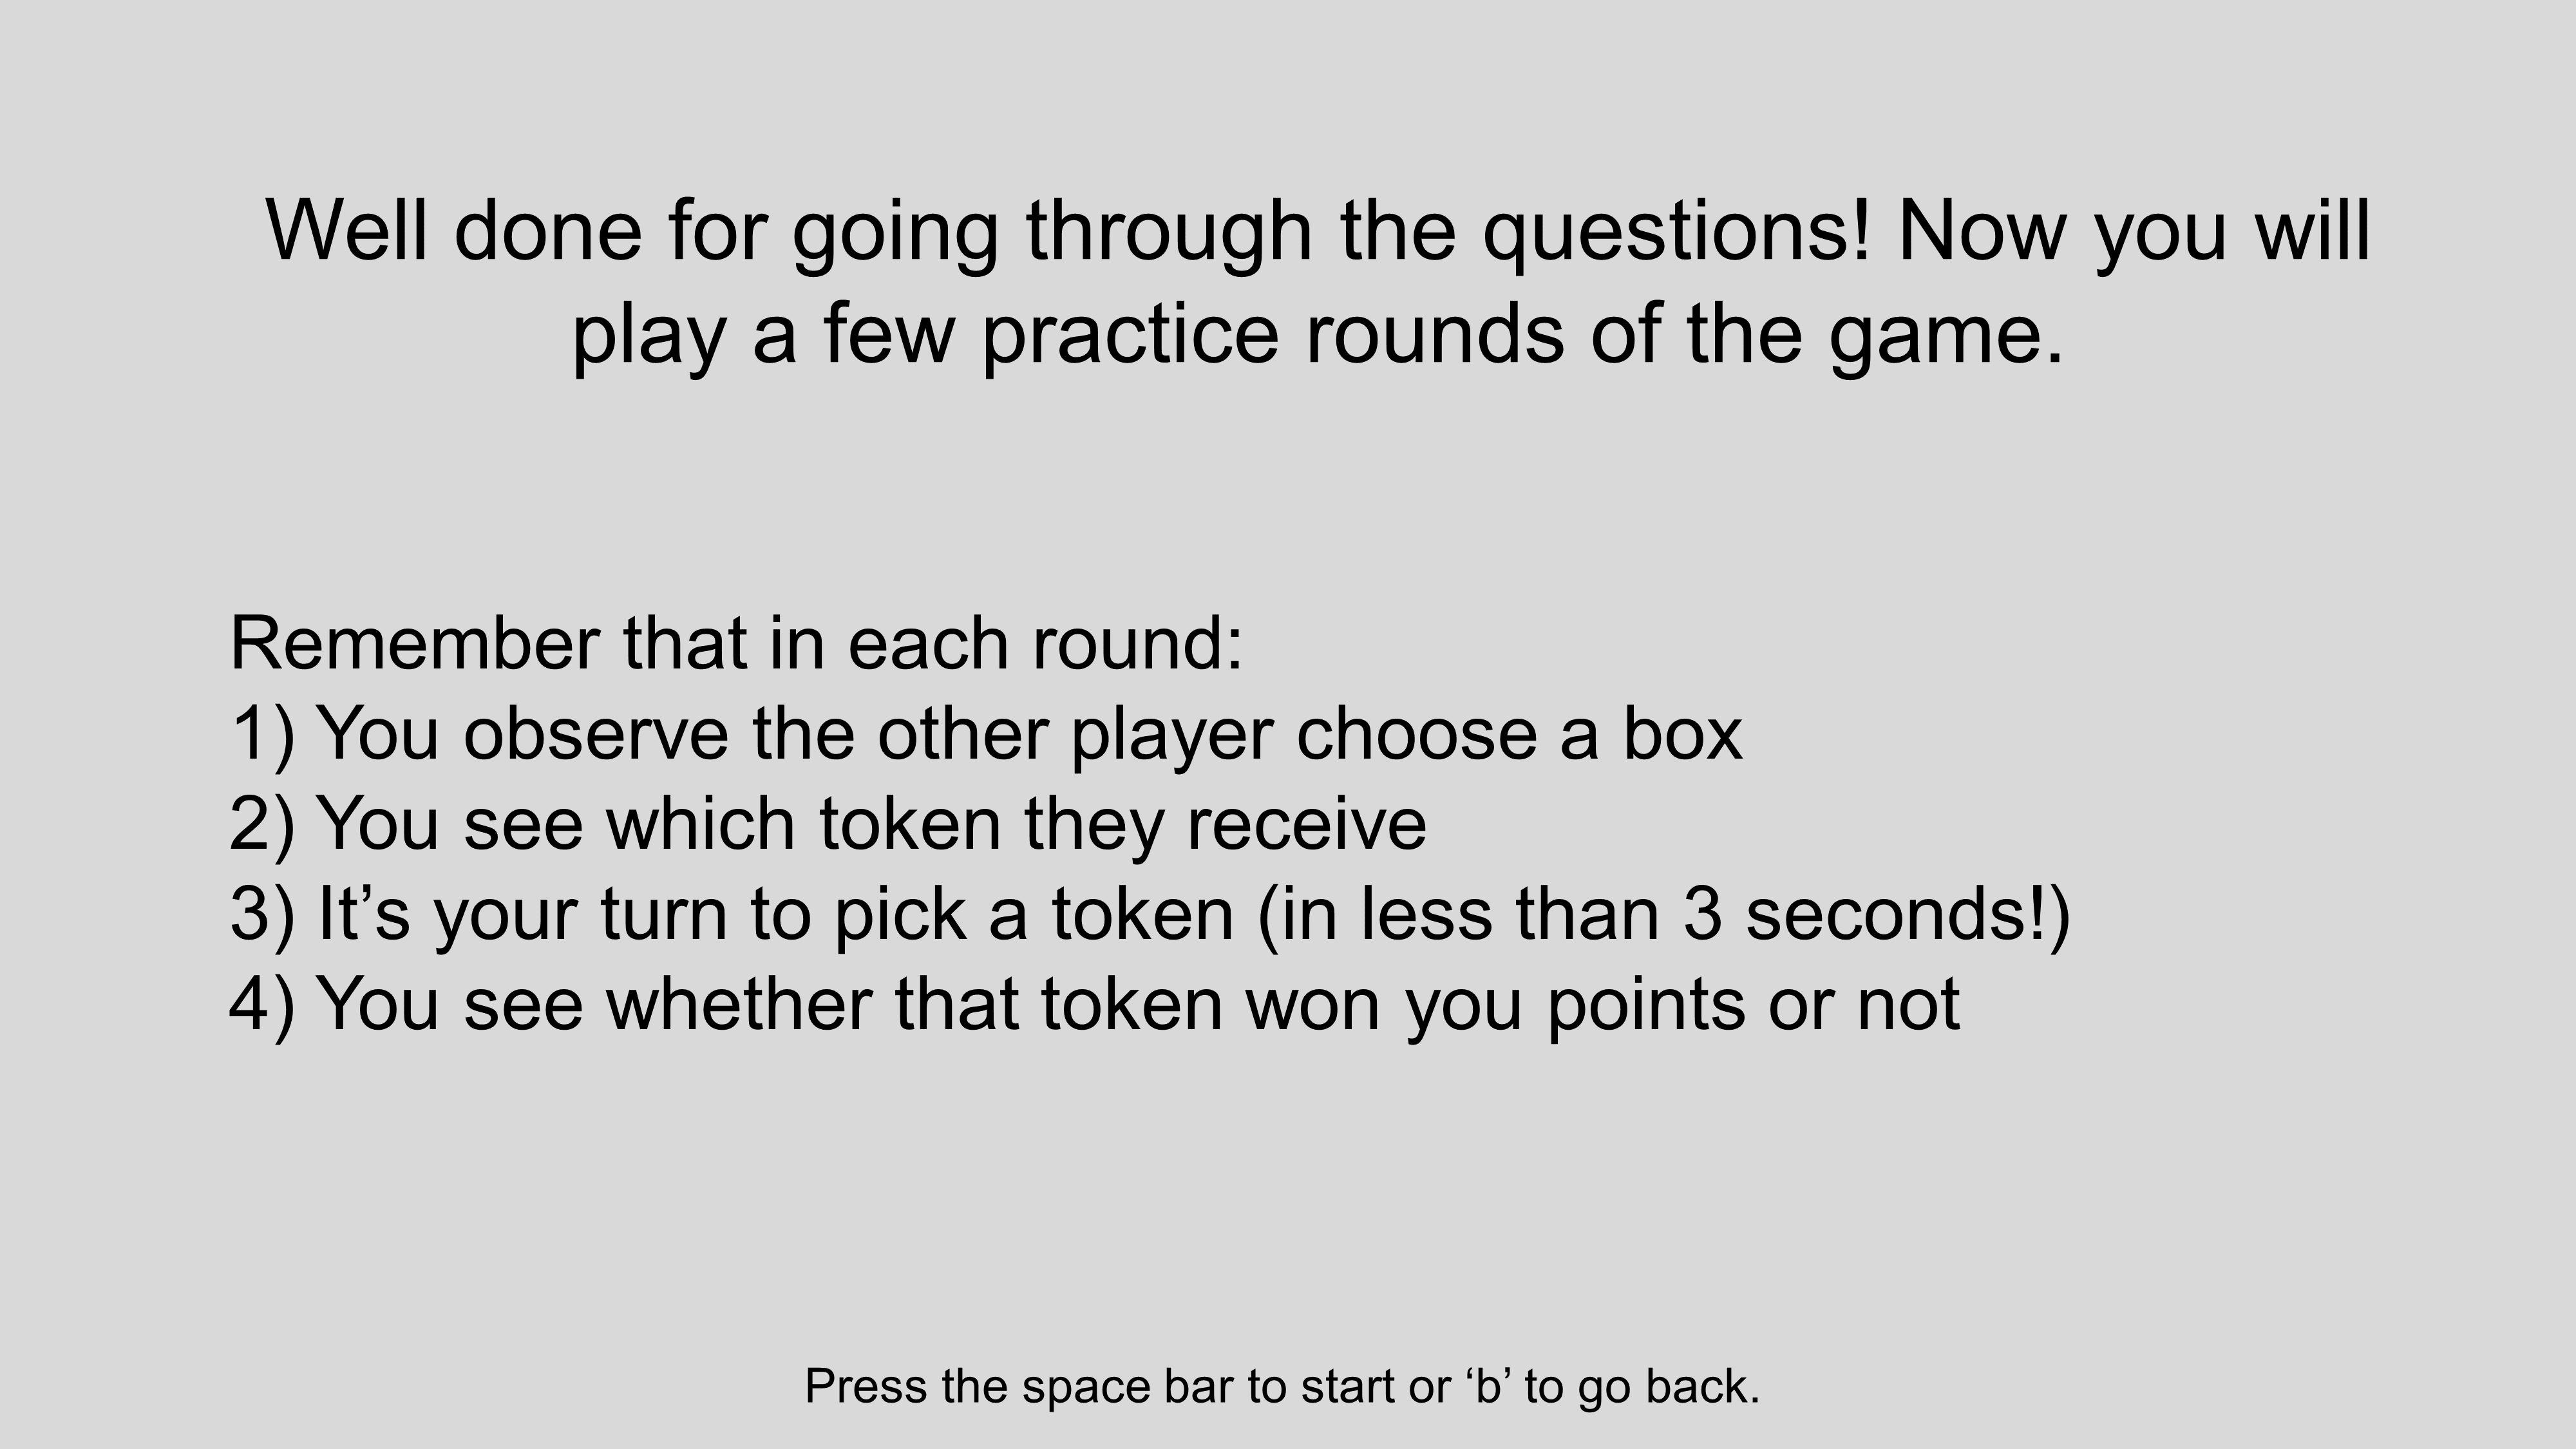 Well done for going through the questions! Now you will
play a few practice rounds of the game.
Remember that in each round:
1) You observe the other player choose a box
2) You see which token they receive
3) It’s your turn to pick a token (in less than 3 seconds!)
4) You see whether that token won you points or not
Press the space bar to start or ‘b’ to go back.